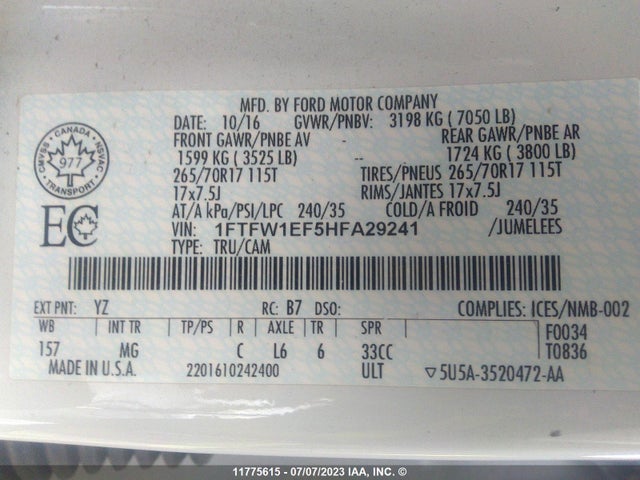 MFD. BY FORD MOTOR COMPANY
DATE: 10/16 GVWR/PNBV: 3198 KG ( 7050 LB)
FRONT GAWR/PNBE AV REAR GAWR/PNBE AR
1599 KG ( 3525 LB) -- 1724 KG ( 3800 LB)
265/70R17 115T TIRES/PNEUS 265/70R17 115T
17x7.5J RIMS/JANTES 17x7.5J
AT/A kPa/PSI/LPC 240/35 COLD/A FROID 240/35
VIN: 1FTFW1EF5HFA29241 /JUMELEES
TYPE: TRU/CAM
CANADA
CMVSS NSVAC
977
TRANSPORT
EC
EXT PNT: YZ RC: B7 DSO: COMPLIES: ICES/NMB-002
WB INT TR TP/PS R AXLE TR SPR F0034
157 MG C L6 6 33CC T0836
MADE IN U.S.A. 2201610242400 ULT ▽5U5A-3520472-AA
11775615 - 07/07/2023 IAA, INC. ©